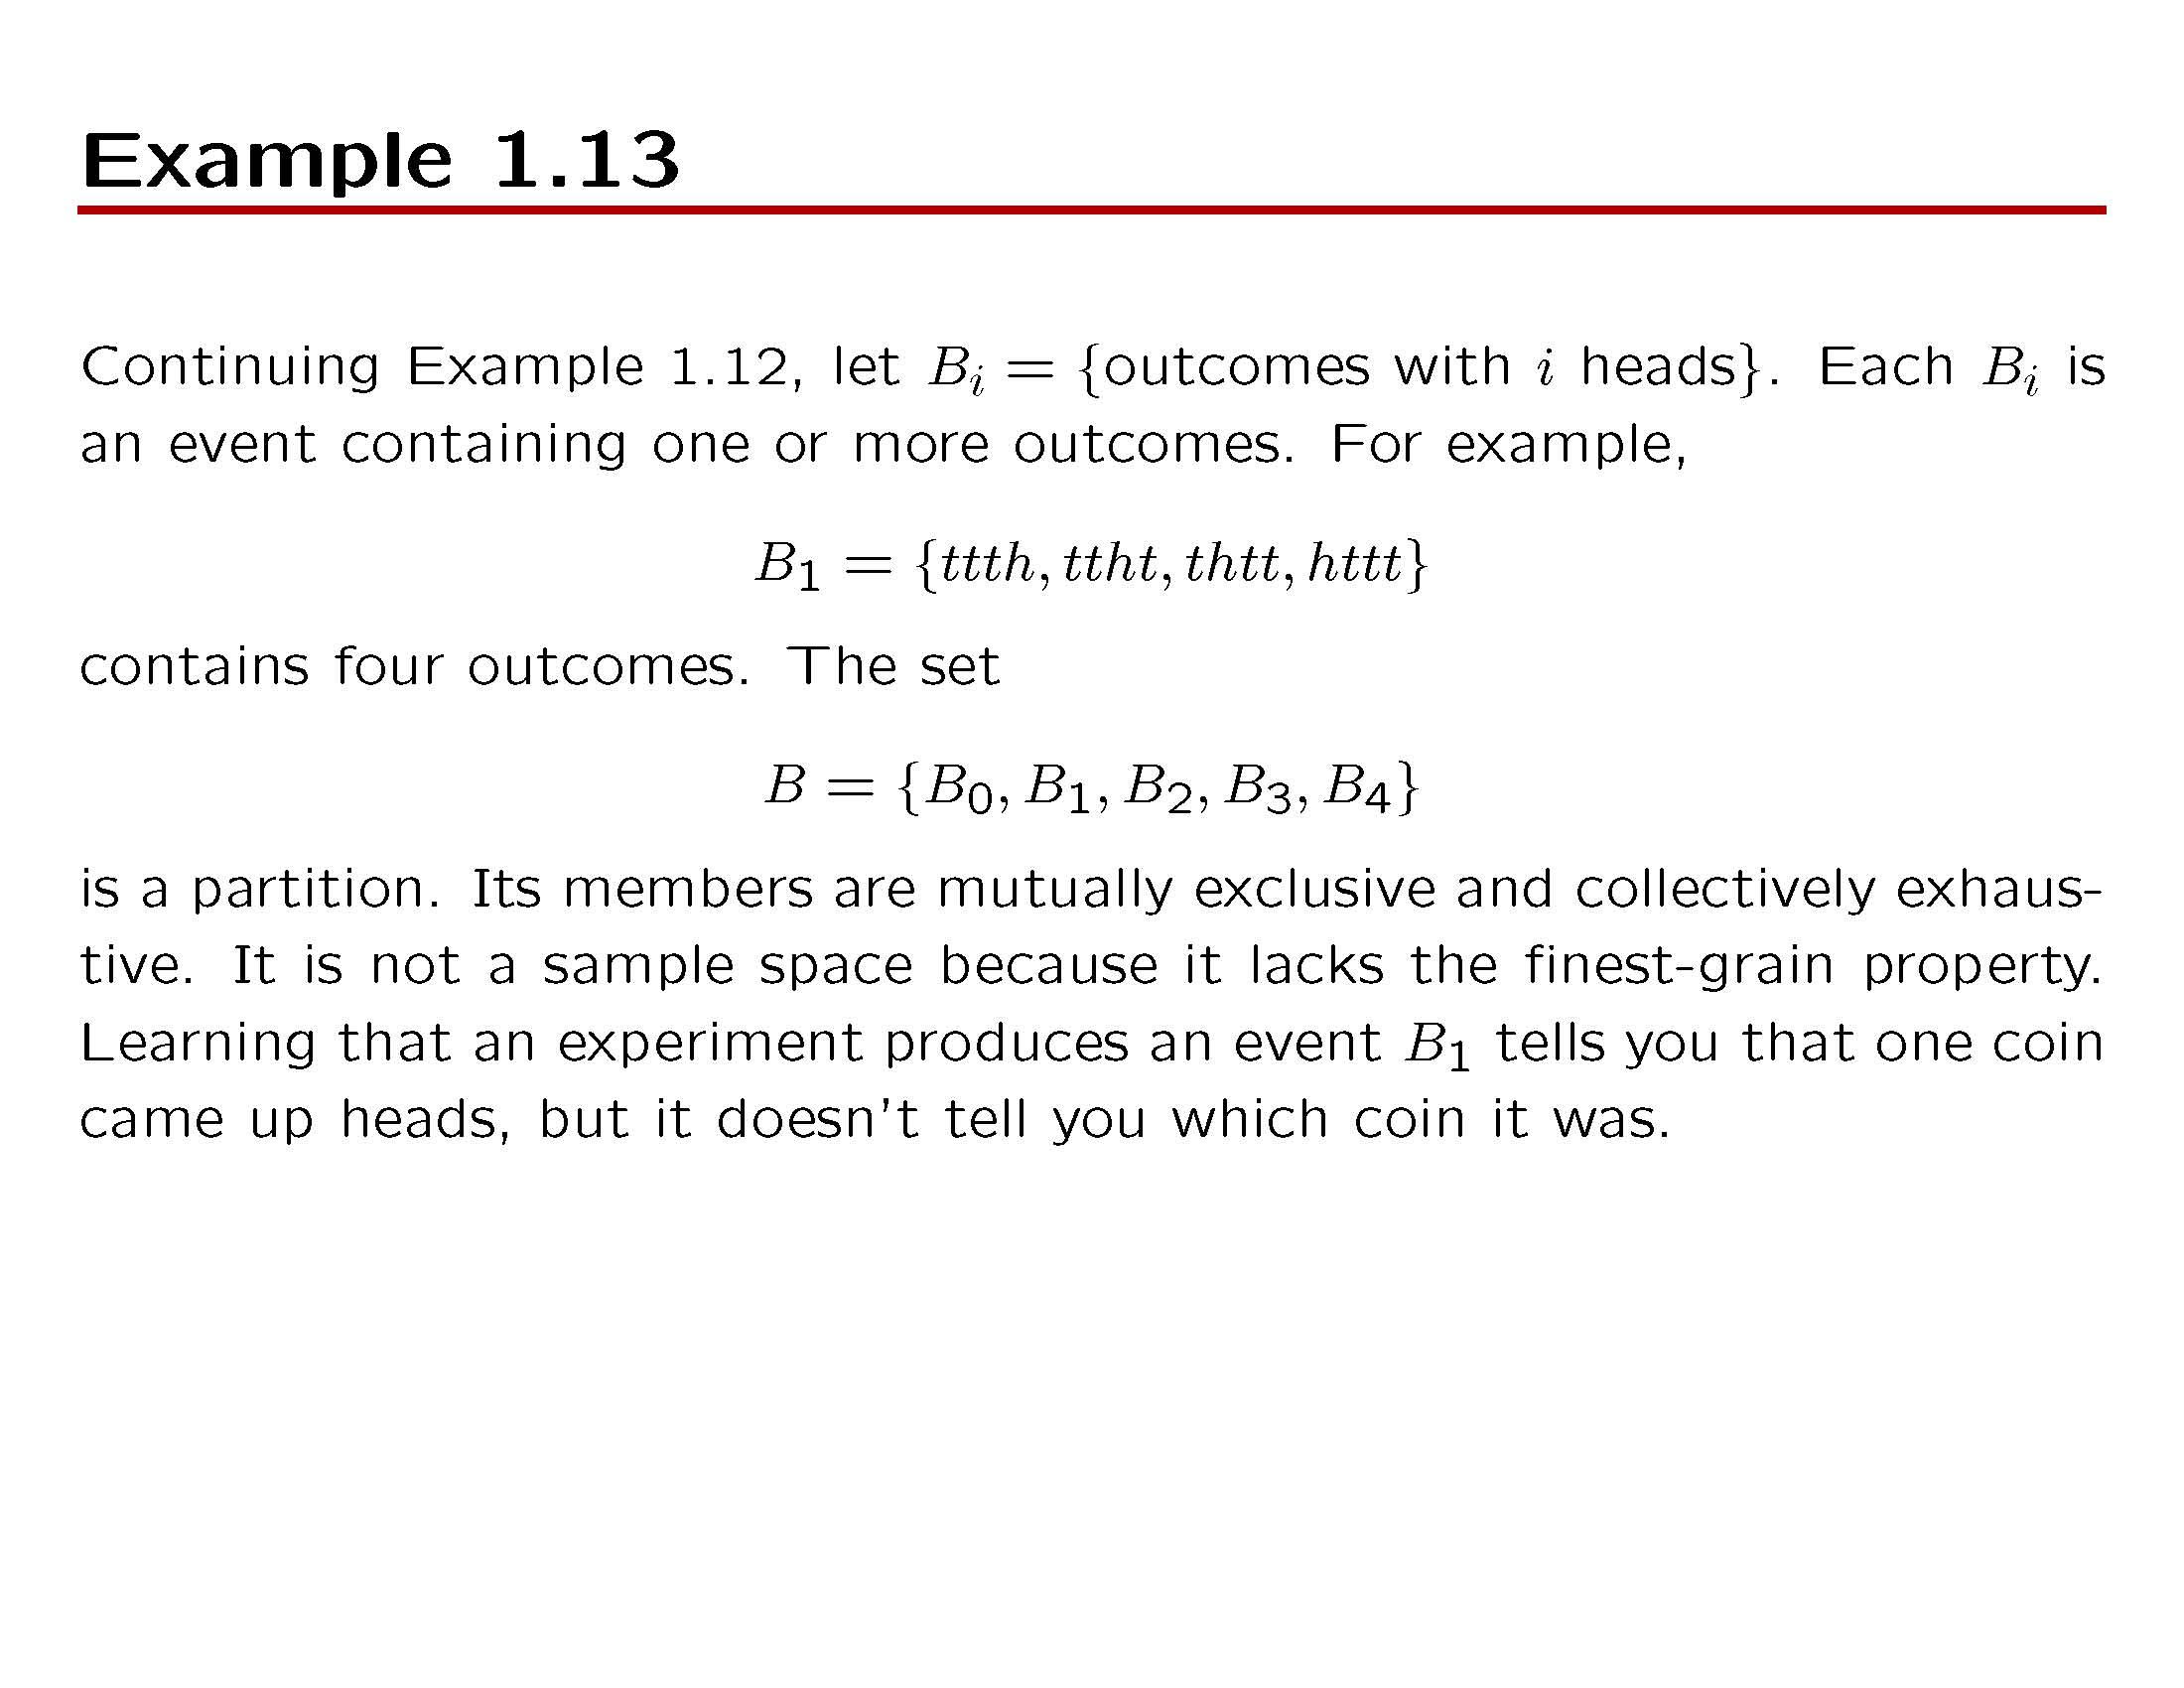 Example 1.13
Continuing Example 1.12, let B_i = {outcomes with i heads}. Each B_i is
an event containing one or more outcomes. For example,
B_1 = {ttth, ttht, thtt, httt}
contains four outcomes. The set
B = {B_0, B_1, B_2, B_3, B_4}
is a partition. Its members are mutually exclusive and collectively exhaus-
tive. It is not a sample space because it lacks the finest-grain property.
Learning that an experiment produces an event B_1 tells you that one coin
came up heads, but it doesn't tell you which coin it was.